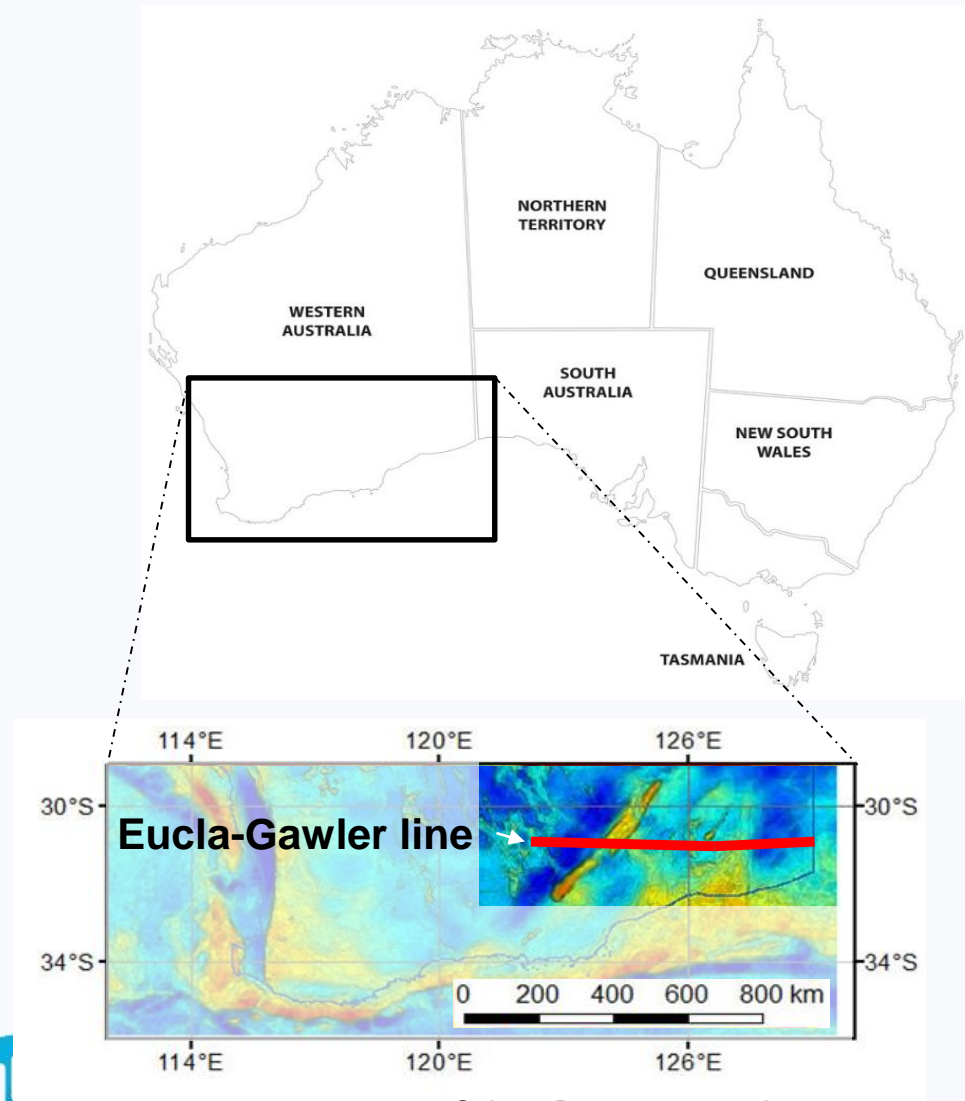 NORTHERN
TERRITORY
QUEENSLAND
WESTERN
AUSTRALIA
SOUTH
AUSTRALIA
NEW SOUTH
WALES
TASMANIA
114°E 120°E 126°E
30°S 30°S
Eucla-Gawler line
34°S 34°S
0 200 400 600 800 km
114°E 120°E 126°E